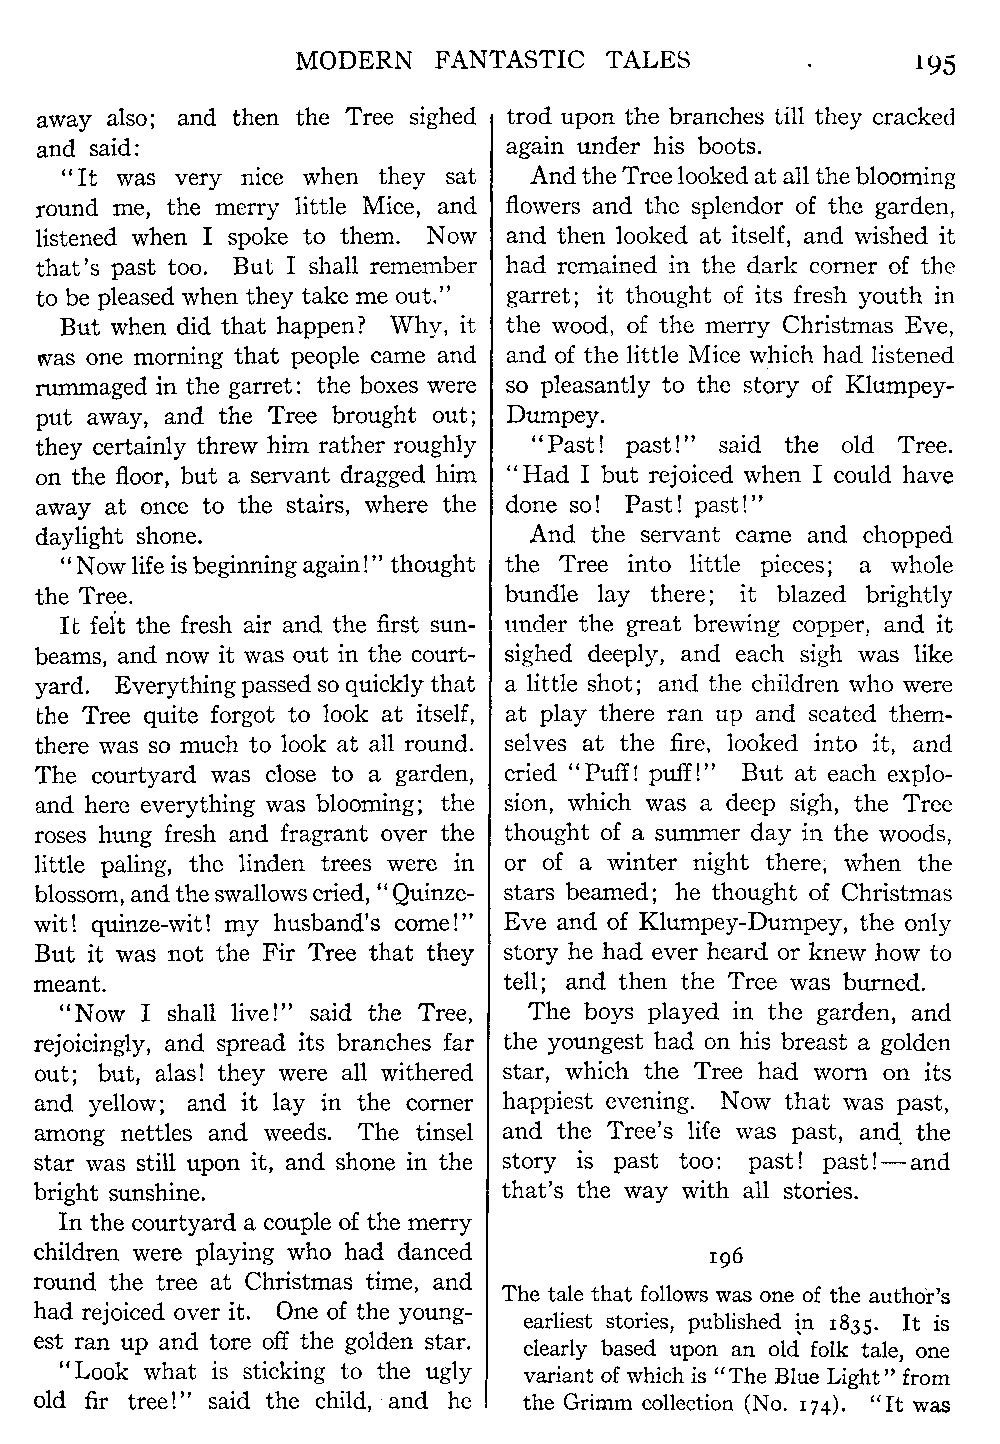 MODERN FANTASTIC TALES 195
away also; and then the Tree sighed
and said:
"It was very nice when they sat
round me, the merry little Mice, and
listened when I spoke to them. Now
that's past too. But I shall remember
to be pleased when they take me out."
But when did that happen? Why, it
was one morning that people came and
rummaged in the garret: the boxes were
put away, and the Tree brought out;
they certainly threw him rather roughly
on the floor, but a servant dragged him
away at once to the stairs, where the
daylight shone.
"Now life is beginning again!" thought
the Tree.
It felt the fresh air and the first sun-
beams, and now it was out in the court-
yard. Everything passed so quickly that
the Tree quite forgot to look at itself,
there was so much to look at all round.
The courtyard was close to a garden,
and here everything was blooming; the
roses hung fresh and fragrant over the
little paling, the linden trees were in
blossom, and the swallows cried, "Quinze-
wit! quinze-wit! my husband's come!"
But it was not the Fir Tree that they
meant.
"Now I shall live!" said the Tree,
rejoicingly, and spread its branches far
out; but, alas! they were all withered
and yellow; and it lay in the corner
among nettles and weeds. The tinsel
star was still upon it, and shone in the
bright sunshine.
In the courtyard a couple of the merry
children were playing who had danced
round the tree at Christmas time, and
had rejoiced over it. One of the young-
est ran up and tore off the golden star.
"Look what is sticking to the ugly
old fir tree!" said the child, and he
trod upon the branches till they cracked
again under his boots.
And the Tree looked at all the blooming
flowers and the splendor of the garden,
and then looked at itself, and wished it
had remained in the dark corner of the
garret; it thought of its fresh youth in
the wood, of the merry Christmas Eve,
and of the little Mice which had listened
so pleasantly to the story of Klumpey-
Dumpey.
"Past! past!" said the old Tree.
"Had I but rejoiced when I could have
done so! Past! past!"
And the servant came and chopped
the Tree into little pieces; a whole
bundle lay there; it blazed brightly
under the great brewing copper, and it
sighed deeply, and each sigh was like
a little shot; and the children who were
at play there ran up and seated them-
selves at the fire, looked into it, and
cried "Puff! puff!" But at each explo-
sion, which was a deep sigh, the Tree
thought of a summer day in the woods,
or of a winter night there, when the
stars beamed; he thought of Christmas
Eve and of Klumpey-Dumpey, the only
story he had ever heard or knew how to
tell; and then the Tree was burned.
The boys played in the garden, and
the youngest had on his breast a golden
star, which the Tree had worn on its
happiest evening. Now that was past,
and the Tree's life was past, and the
story is past too: past! past!—and
that's the way with all stories.
196
The tale that follows was one of the author's
earliest stories, published in 1835. It is
clearly based upon an old folk tale, one
variant of which is "The Blue Light" from
the Grimm collection (No. 174). "It was